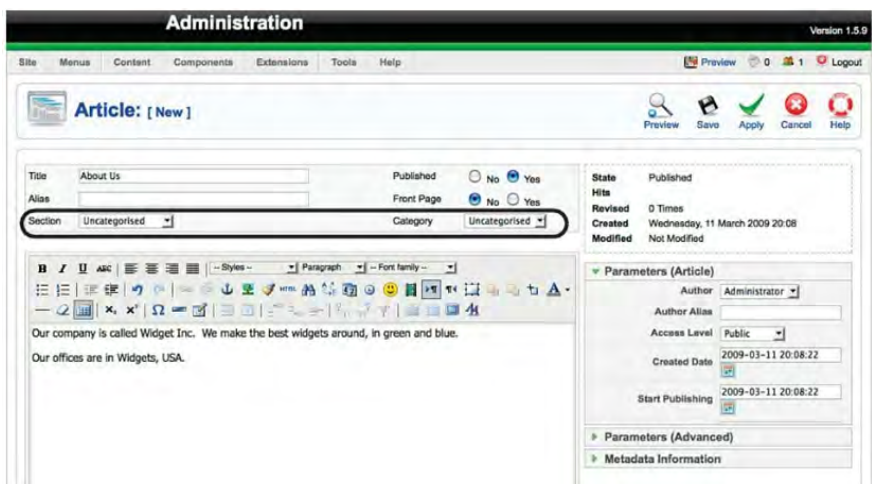 Administration
Version 1.5.9
Site Menus Content Components Extensions Tools Help Preview 0 1 Logout
Article: [ New ]
Preview Save Apply Cancel Help
Title About Us Published No Yes
Alias Front Page No Yes
Section Uncategorised Category Uncategorised
State Published
Hits
Revised 0 Times
Created Wednesday, 11 March 2009 20:08
Modified Not Modified
B I U ABC -- Styles -- Paragraph -- Font family --
HTML
Our company is called Widget Inc. We make the best widgets around, in green and blue.
Our offices are in Widgets, USA.
Parameters (Article)
Author Administrator
Author Alias
Access Level Public
Created Date 2009-03-11 20:08:22
Start Publishing 2009-03-11 20:08:22
Parameters (Advanced)
Metadata Information